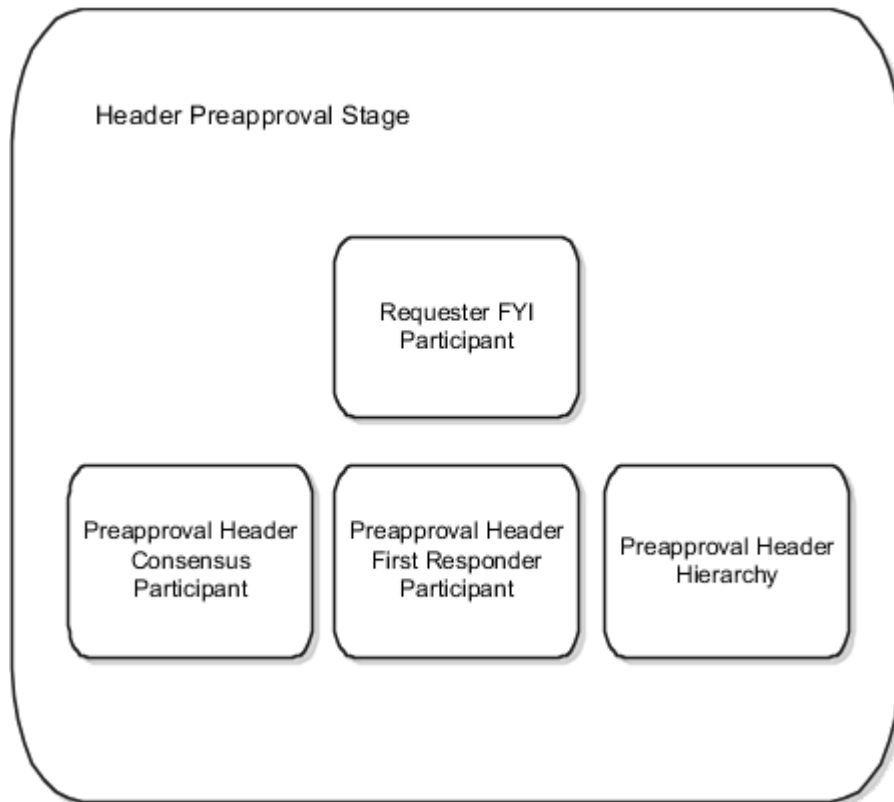 Header Preapproval Stage
Requester FYI
Participant
Preapproval Header
Consensus
Participant
Preapproval Header
First Responder
Participant
Preapproval Header
Hierarchy